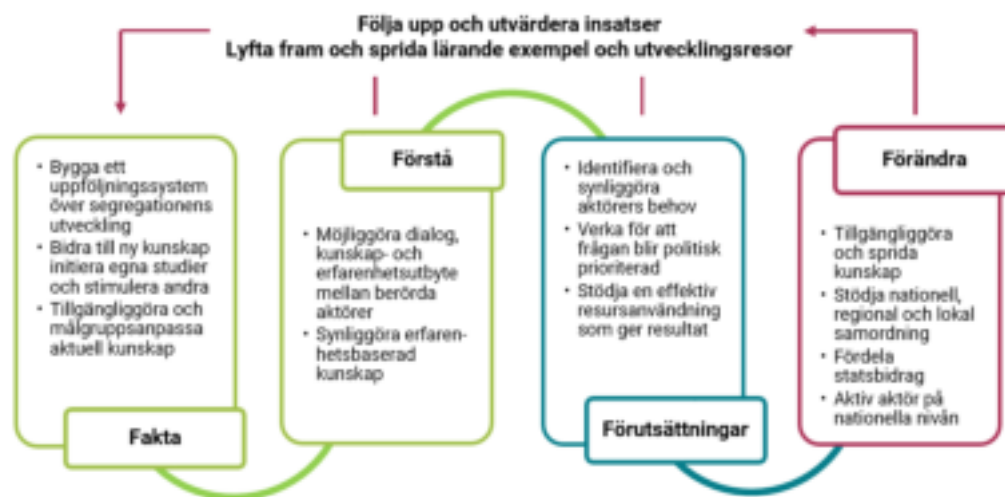 Följa upp och utvärdera insatser
Lyfta fram och sprida lärande exempel och utvecklingsresor
• Bygga ett
uppföljningssystem
över segregationens
utveckling
• Bidra till ny kunskap
initiera egna studier
och stimulera andra
• Tillgängliggöra och
målgruppsanpassa
aktuell kunskap
Fakta
Förstå
• Möjliggöra dialog,
kunskap- och
erfarenhetsutbyte
mellan berörda
aktörer
• Synliggöra erfaren-
hetsbaserad
kunskap
• Identifiera och
synliggöra
aktörers behov
• Verka för att
frågan blir politisk
prioriterad
• Stödja en effektiv
resursanvändning
som ger resultat
Förutsättningar
Förändra
• Tillgängliggöra
och sprida
kunskap
• Stödja nationell,
regional och lokal
samordning
• Fördela
statsbidrag
• Aktiv aktör på
nationella nivån